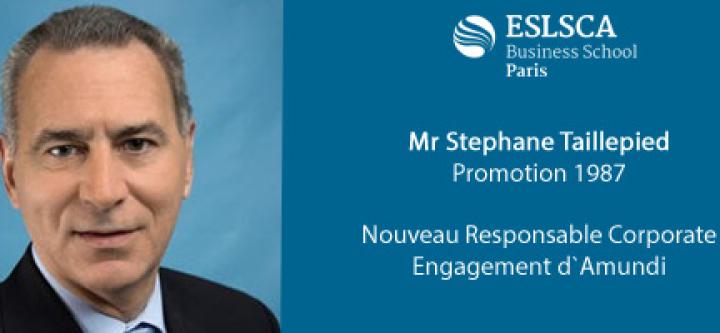 ESLSCA
Business School
Paris
Mr Stephane Taillepied
Promotion 1987
Nouveau Responsable Corporate
Engagement d`Amundi